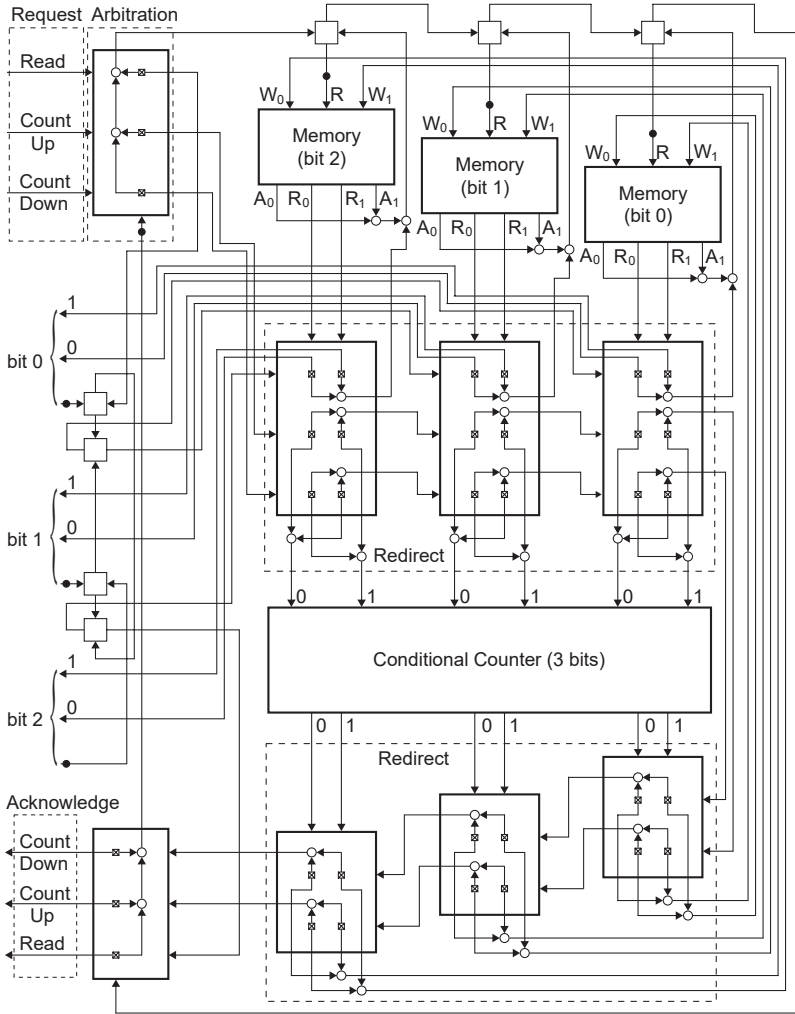 Request Arbitration
Read
Count
Up
Count
Down
W0 R W1
Memory
(bit 2)
A0 R0 R1 A1
W0 R W1
Memory
(bit 1)
A0 R0 R1 A1
W0 R W1
Memory
(bit 0)
A0 R0 R1 A1
1
bit 0 0
1
bit 1 0
1
bit 2 0
Redirect
0 1 0 1 0 1
Conditional Counter (3 bits)
0 1 0 1 0 1
Redirect
Acknowledge
Count
Down
Count
Up
Read